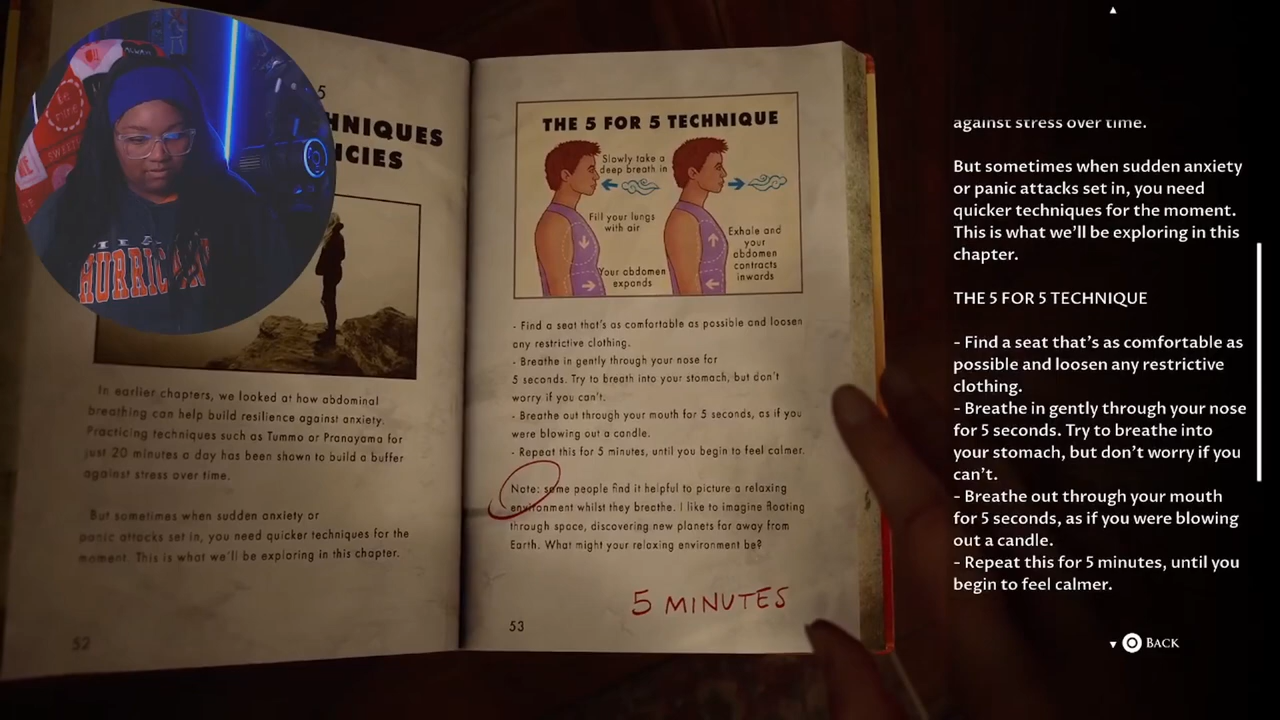 5
HNIQUES
ICIES
In earlier chapters, we looked at how abdominal
breathing can help build resilience against anxiety.
Practicing techniques such as Tummo or Pranayama for
just 20 minutes a day has been shown to build a buffer
against stress over time.
But sometimes when sudden anxiety or
panic attacks set in, you need quicker techniques for the
moment. This is what we'll be exploring in this chapter.
52
THE 5 FOR 5 TECHNIQUE
Slowly take a
deep breath in
Fill your lungs
with air
Your abdomen
expands
Exhale and
your
abdomen
contracts
inwards
- Find a seat that's as comfortable as possible and loosen
any restrictive clothing.
- Breathe in gently through your nose for
5 seconds. Try to breath into your stomach, but don't
worry if you can't.
- Breathe out through your mouth for 5 seconds, as if you
were blowing out a candle.
- Repeat this for 5 minutes, until you begin to feel calmer.
Note: some people find it helpful to picture a relaxing
environment whilst they breathe. I like to imagine floating
through space, discovering new planets far away from
Earth. What might your relaxing environment be?
5 MINUTES
53
against stress over time.
But sometimes when sudden anxiety
or panic attacks set in, you need
quicker techniques for the moment.
This is what we'll be exploring in this
chapter.
THE 5 FOR 5 TECHNIQUE
- Find a seat that's as comfortable as
possible and loosen any restrictive
clothing.
- Breathe in gently through your nose
for 5 seconds. Try to breathe into
your stomach, but don't worry if you
can't.
- Breathe out through your mouth
for 5 seconds, as if you were blowing
out a candle.
- Repeat this for 5 minutes, until you
begin to feel calmer.
BACK
ALWAYS